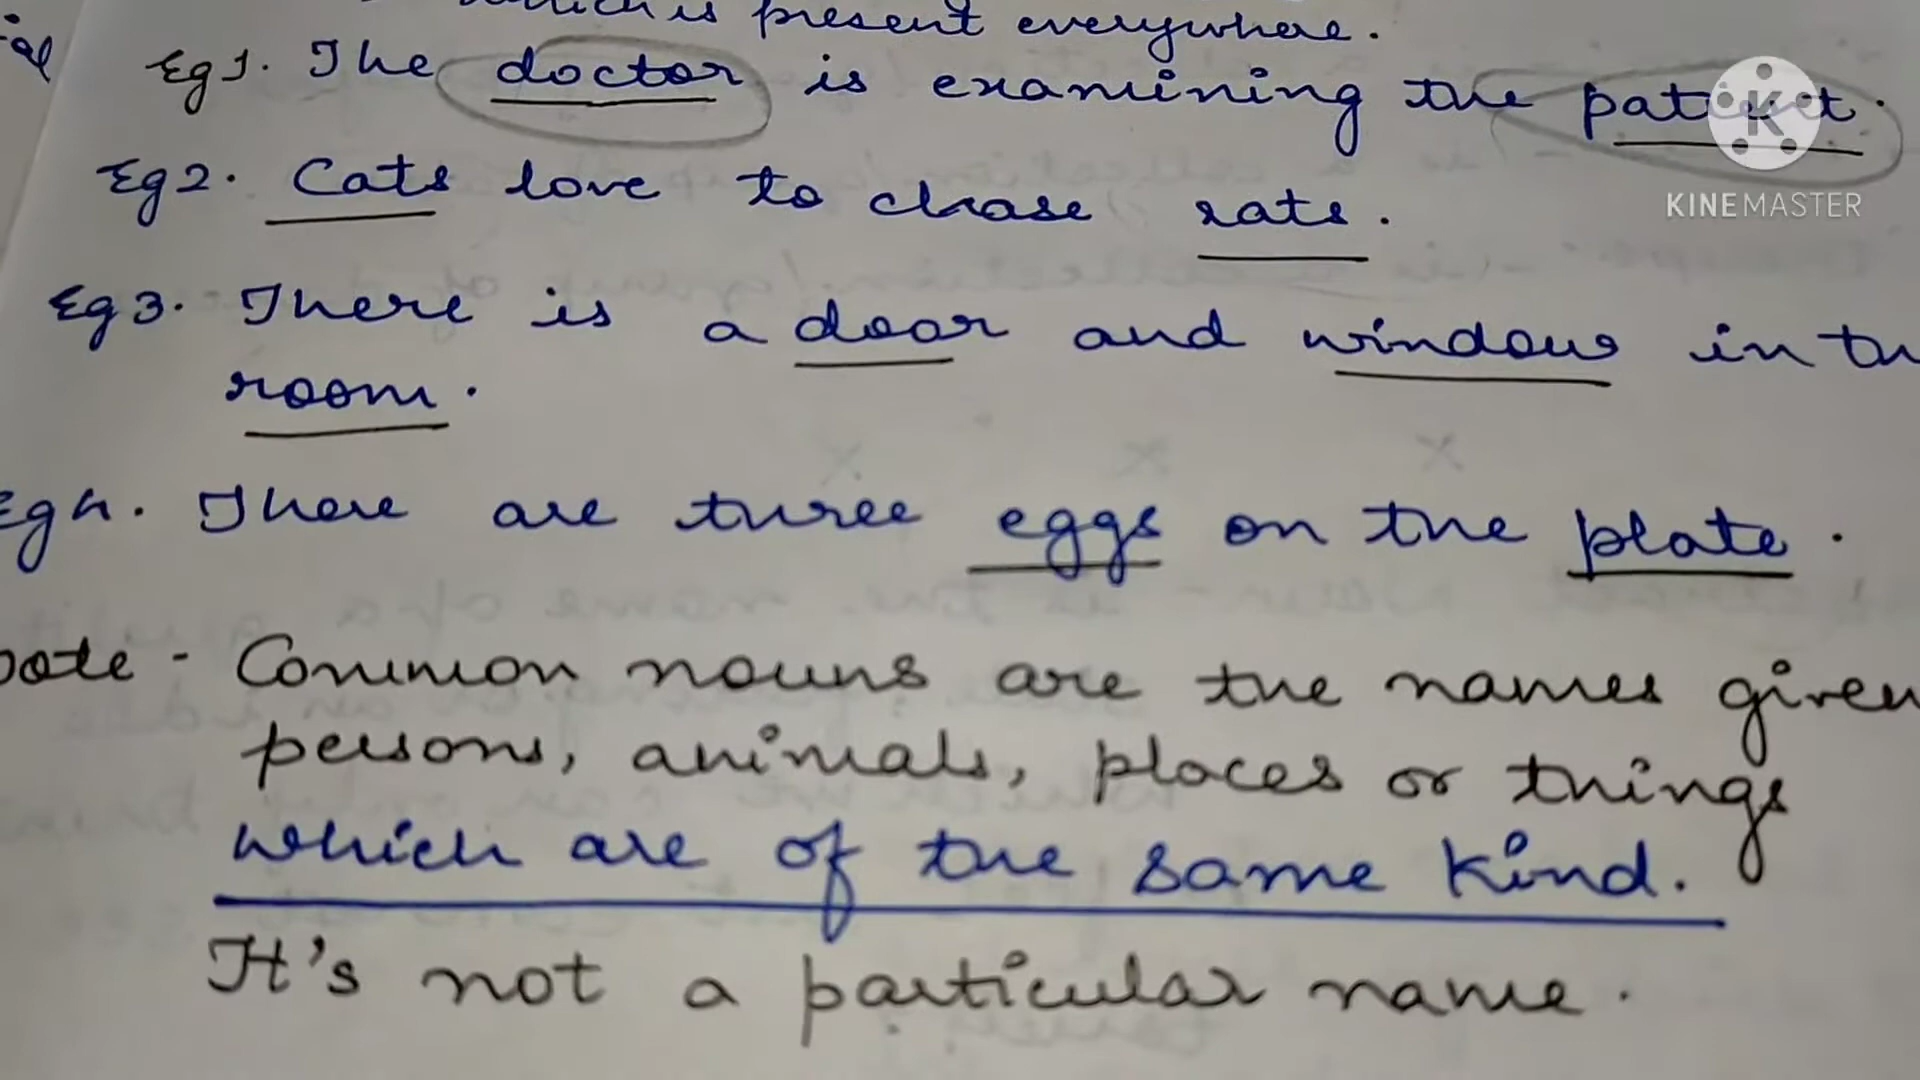 which is present everywhere.
Eg1. The doctor is examining the patient.
Eg2. Cats love to chase rats.
Eg3. There is a door and window in
room.
Eg4. There are three eggs on the plate.
Common nouns are the names given
persons, animals, places or things
which are of the same kind.
It's not a particular name.
K
KINEMASTER